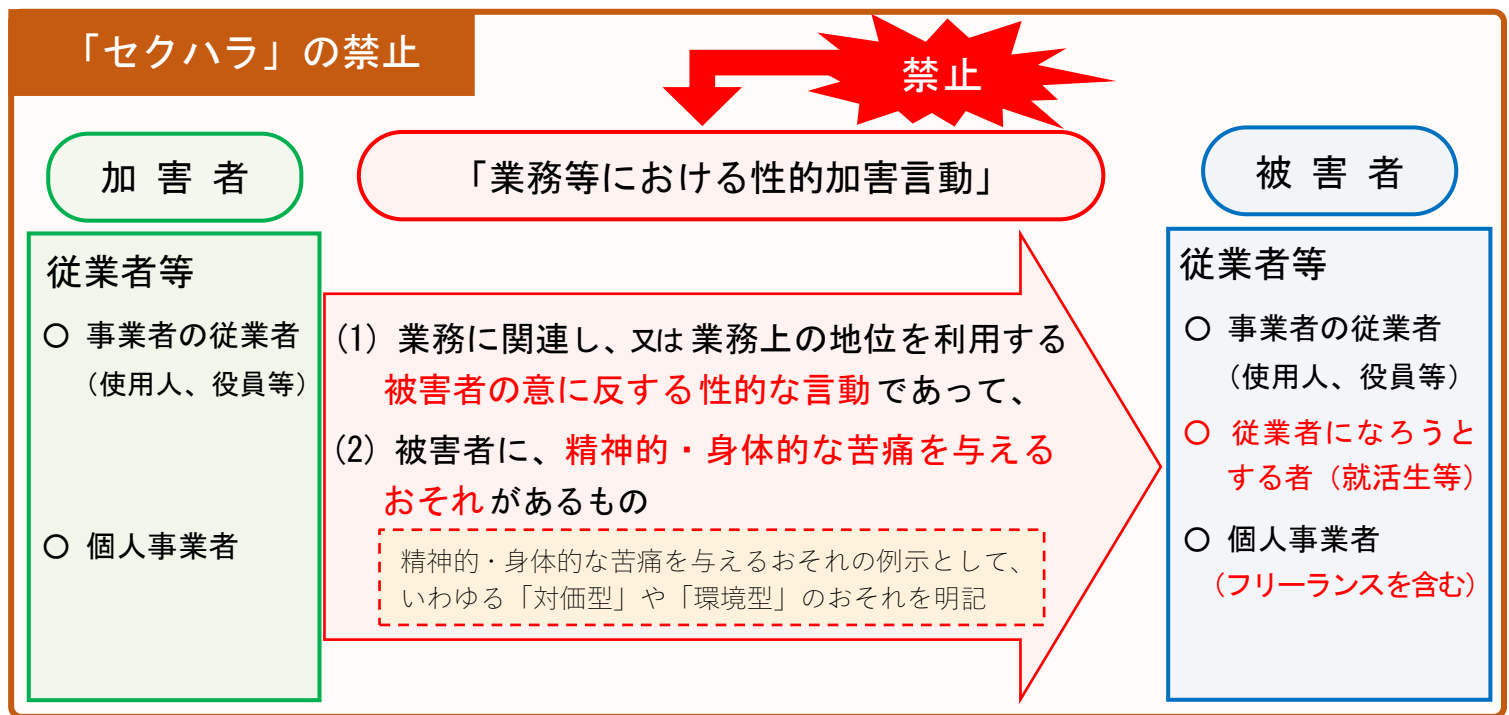 「セクハラ」の禁止
禁止
加害者
従業者等
○ 事業者の従業者
（使用人、役員等）
○ 個人事業者
「業務等における性的加害言動」
(1) 業務に関連し、又は業務上の地位を利用する
被害者の意に反する性的な言動であって、
(2) 被害者に、精神的・身体的な苦痛を与える
おそれがあるもの
精神的・身体的な苦痛を与えるおそれの例示として、
いわゆる「対価型」や「環境型」のおそれを明記
被害者
従業者等
○ 事業者の従業者
（使用人、役員等）
○ 従業者になろうと
する者（就活生等）
○ 個人事業者
（フリーランスを含む）